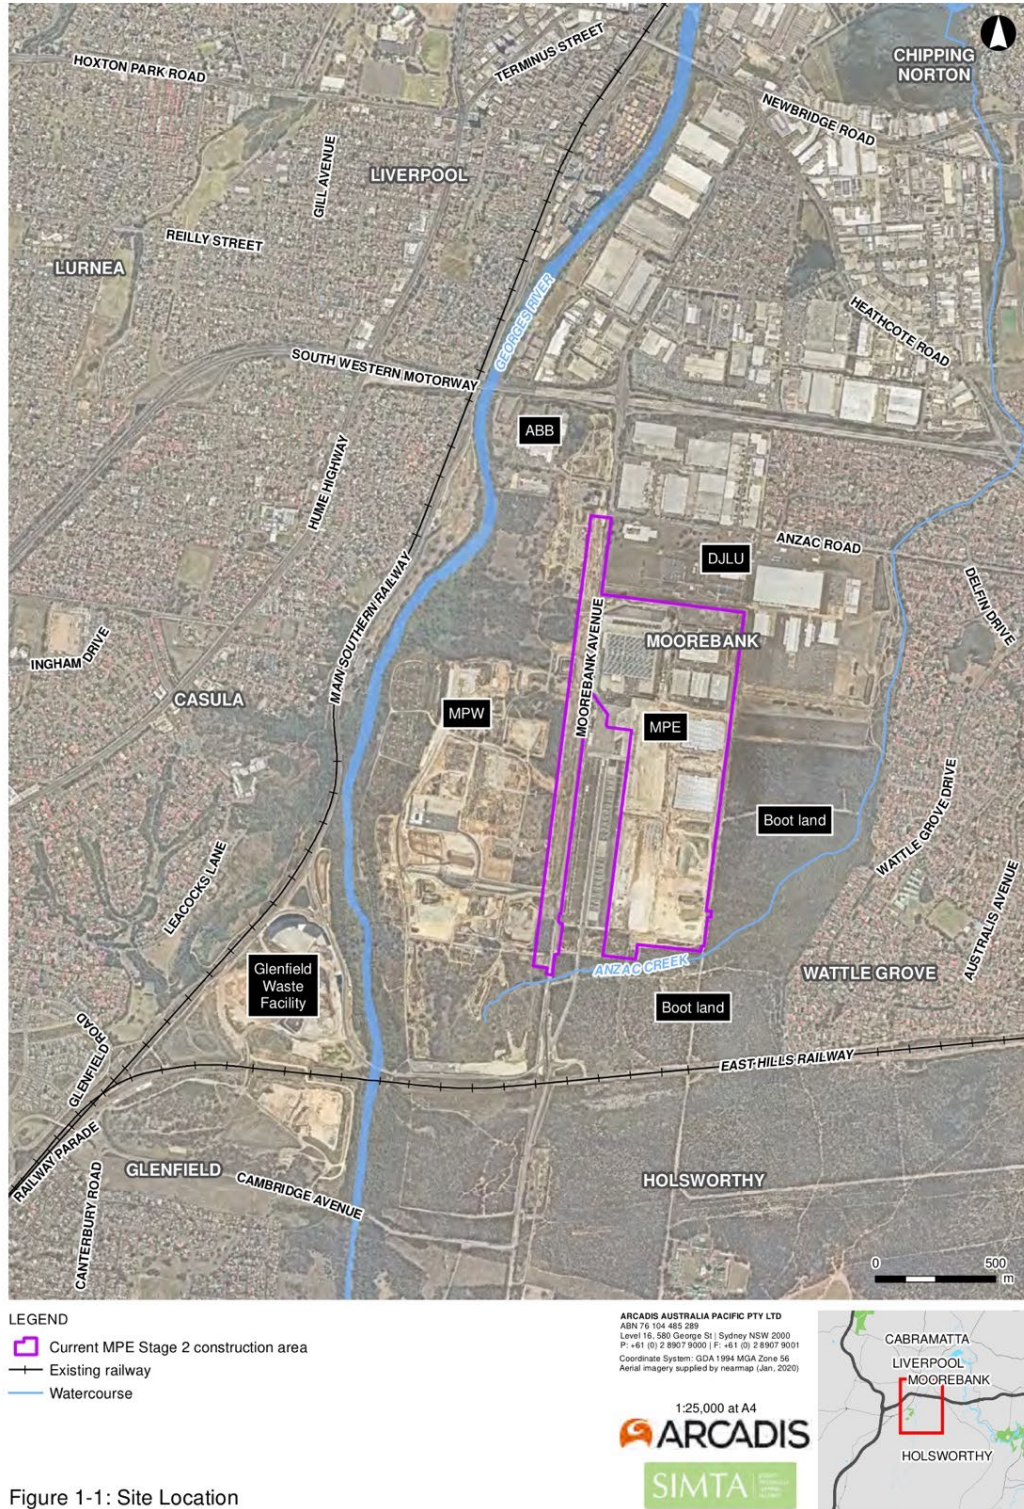 CHIPPING
NORTON
HOXTON PARK ROAD
TERMINUS STREET
NEWBRIDGE ROAD
GILL AVENUE
LIVERPOOL
REILLY STREET
LURNEA
GEORGES RIVER
HEATHCOTE ROAD
SOUTH WESTERN MOTORWAY
ABB
HUME HIGHWAY
ANZAC ROAD
DJLU
DELFIN DRIVE
MAIN SOUTHERN RAILWAY
MOOREBANK AVENUE
MOOREBANK
INGHAM DRIVE
CASULA
MPW
MPE
Boot land
WATTLE GROVE DRIVE
LEACOCKS LANE
AUSTRALIS AVENUE
Glenfield
Waste
Facility
ANZAC CREEK
WATTLE GROVE
Boot land
GLENFIELD ROAD
EAST HILLS RAILWAY
RAILWAY PARADE
GLENFIELD
CANTERBURY ROAD
CAMBRIDGE AVENUE
HOLSWORTHY
0 500
m
LEGEND
Current MPE Stage 2 construction area
Existing railway
Watercourse
ARCADIS AUSTRALIA PACIFIC PTY LTD
ABN 76 104 485 289
Level 16, 580 George St | Sydney NSW 2000
P: +61 (0) 2 8907 9000 | F: +61 (0) 2 8907 9001
Coordinate System: GDA 1994 MGA Zone 56
Aerial imagery supplied by nearmap (Jan, 2020)
1:25,000 at A4
ARCADIS
SIMTA
CABRAMATTA
LIVERPOOL
MOOREBANK
HOLSWORTHY
Figure 1-1: Site Location